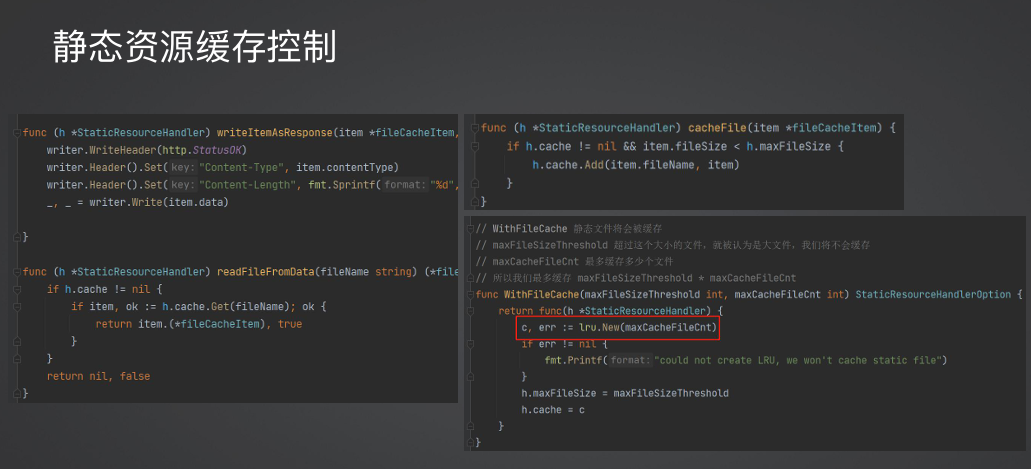 静态资源缓存控制
func (h *StaticResourceHandler) writeItemAsResponse(item *fileCacheItem,
writer.WriteHeader(http.StatusOK)
writer.Header().Set( key: "Content-Type", item.contentType)
writer.Header().Set( key: "Content-Length", fmt.Sprintf( format: "%d",
_, _ = writer.Write(item.data)
}
func (h *StaticResourceHandler) readFileFromData(fileName string) (*file
if h.cache != nil {
if item, ok := h.cache.Get(fileName); ok {
return item.(*fileCacheItem), true
}
}
return nil, false
}
func (h *StaticResourceHandler) cacheFile(item *fileCacheItem) {
if h.cache != nil && item.fileSize < h.maxFileSize {
h.cache.Add(item.fileName, item)
}
}
// WithFileCache 静态文件将会被缓存
// maxFileSizeThreshold 超过这个大小的文件，就被认为是大文件，我们将不会缓存
// maxCacheFileCnt 最多缓存多少个文件
// 所以我们最多缓存 maxFileSizeThreshold * maxCacheFileCnt
func WithFileCache(maxFileSizeThreshold int, maxCacheFileCnt int) StaticResourceHandlerOption {
return func(h *StaticResourceHandler) {
c, err := lru.New(maxCacheFileCnt)
if err != nil {
fmt.Printf( format: "could not create LRU, we won't cache static file")
}
h.maxFileSize = maxFileSizeThreshold
h.cache = c
}
}